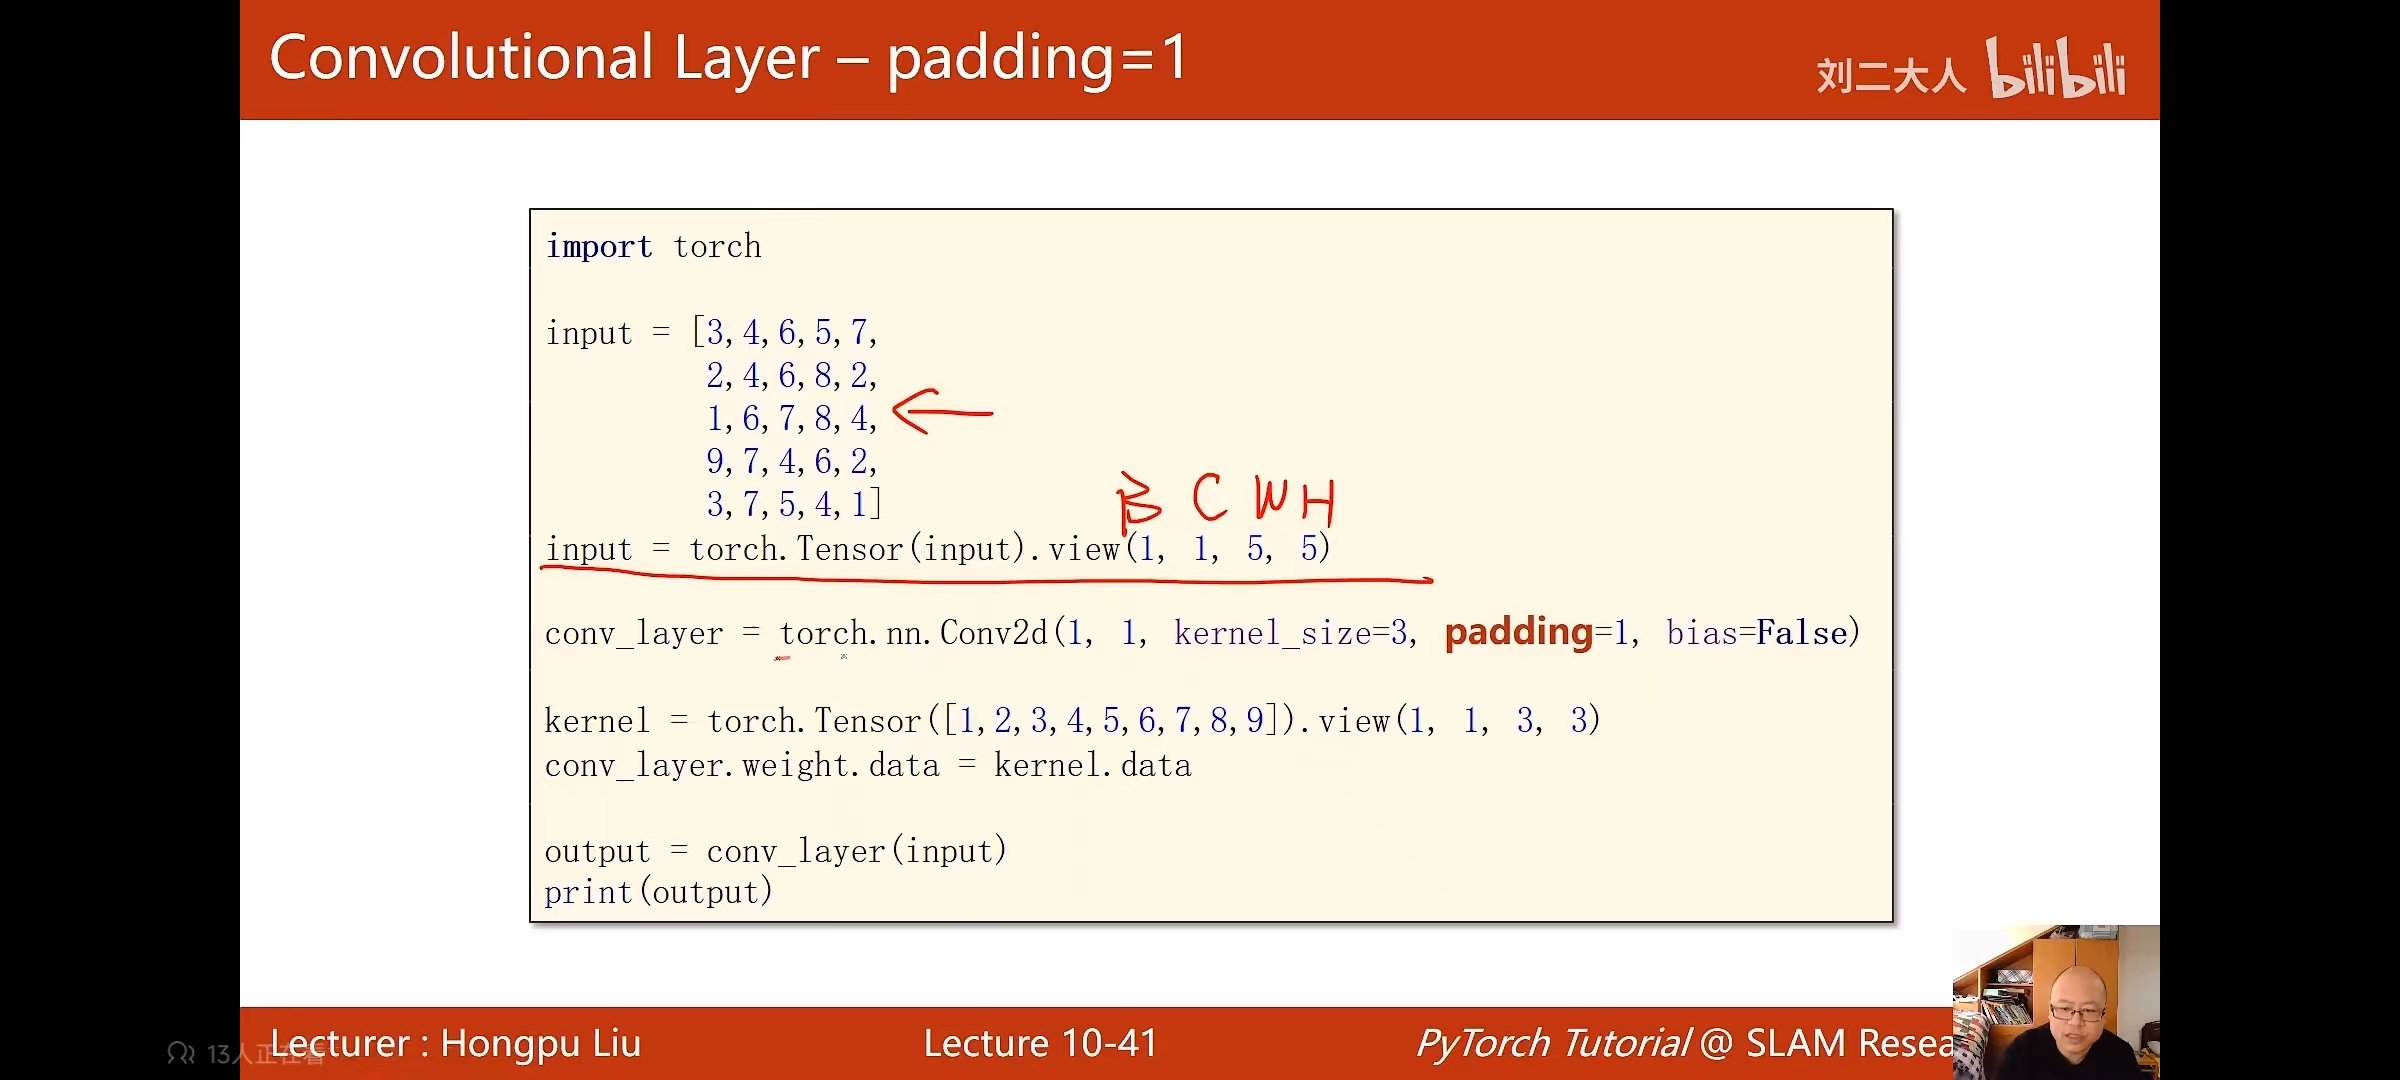 Convolutional Layer – padding=1
刘二大人 bilibili
import torch
input = [3,4,6,5,7,
2,4,6,8,2,
1,6,7,8,4,
9,7,4,6,2,
3,7,5,4,1]
B C W H
input = torch.Tensor(input).view(1, 1, 5, 5)
conv_layer = torch.nn.Conv2d(1, 1, kernel_size=3, padding=1, bias=False)
kernel = torch.Tensor([1,2,3,4,5,6,7,8,9]).view(1, 1, 3, 3)
conv_layer.weight.data = kernel.data
output = conv_layer(input)
print(output)
Lecturer : Hongpu Liu
Lecture 10-41
PyTorch Tutorial @ SLAM Resea
13人正在看